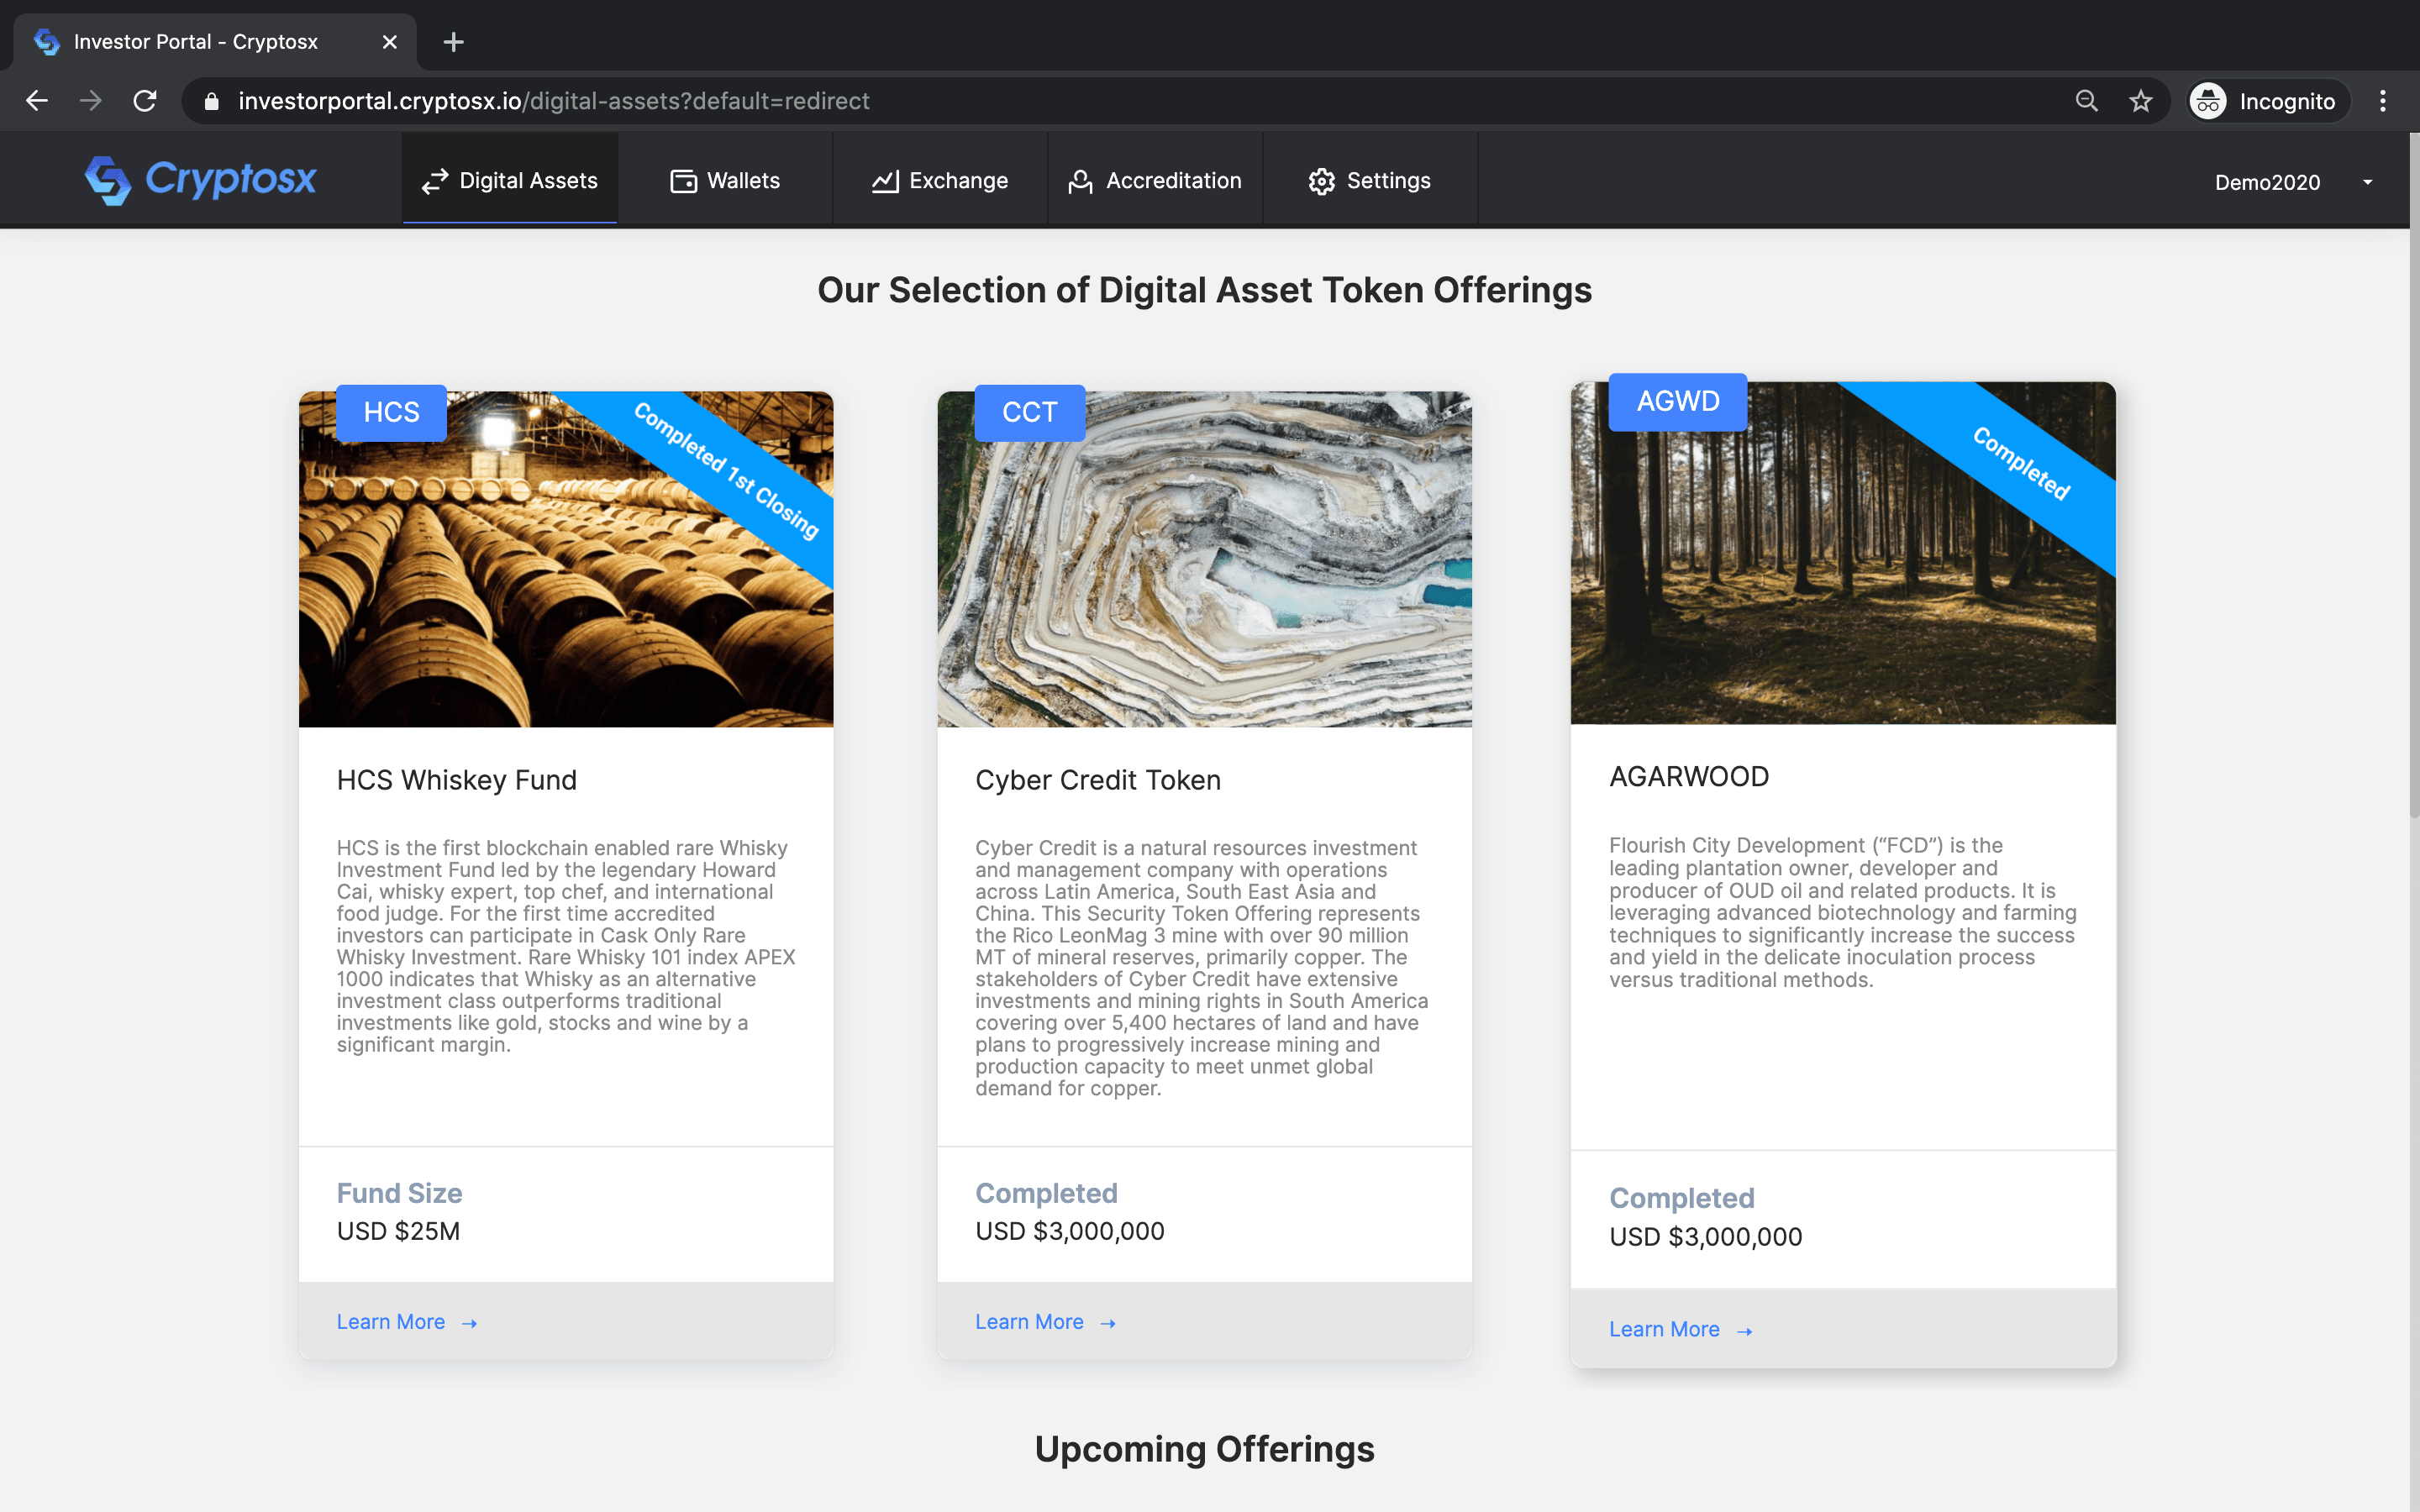 Investor Portal - Cryptosx
investorportal.cryptosx.io/digital-assets?default=redirect
Incognito
Cryptosx
Digital Assets
Wallets
Exchange
Accreditation
Settings
Demo2020
Our Selection of Digital Asset Token Offerings
HCS
Completed 1st Closing
HCS Whiskey Fund
HCS is the first blockchain enabled rare Whisky
Investment Fund led by the legendary Howard
Cai, whisky expert, top chef, and international
food judge. For the first time accredited
investors can participate in Cask Only Rare
Whisky Investment. Rare Whisky 101 index APEX
1000 indicates that Whisky as an alternative
investment class outperforms traditional
investments like gold, stocks and wine by a
significant margin.
Fund Size
USD $25M
Learn More →
CCT
Cyber Credit Token
Cyber Credit is a natural resources investment
and management company with operations
across Latin America, South East Asia and
China. This Security Token Offering represents
the Rico LeonMag 3 mine with over 90 million
MT of mineral reserves, primarily copper. The
stakeholders of Cyber Credit have extensive
investments and mining rights in South America
covering over 5,400 hectares of land and have
plans to progressively increase mining and
production capacity to meet unmet global
demand for copper.
Completed
USD $3,000,000
Learn More →
AGWD
Completed
AGARWOOD
Flourish City Development (“FCD”) is the
leading plantation owner, developer and
producer of OUD oil and related products. It is
leveraging advanced biotechnology and farming
techniques to significantly increase the success
and yield in the delicate inoculation process
versus traditional methods.
Completed
USD $3,000,000
Learn More →
Upcoming Offerings